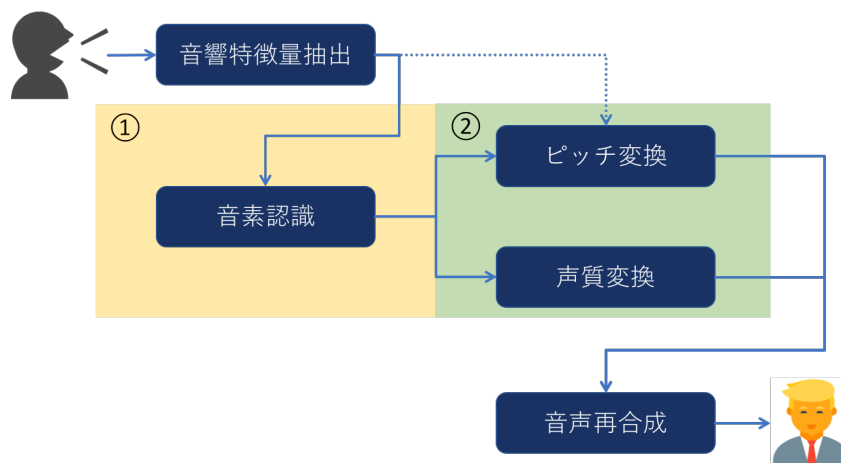 音響特徴量抽出
①
②
ピッチ変換
音素認識
声質変換
音声再合成